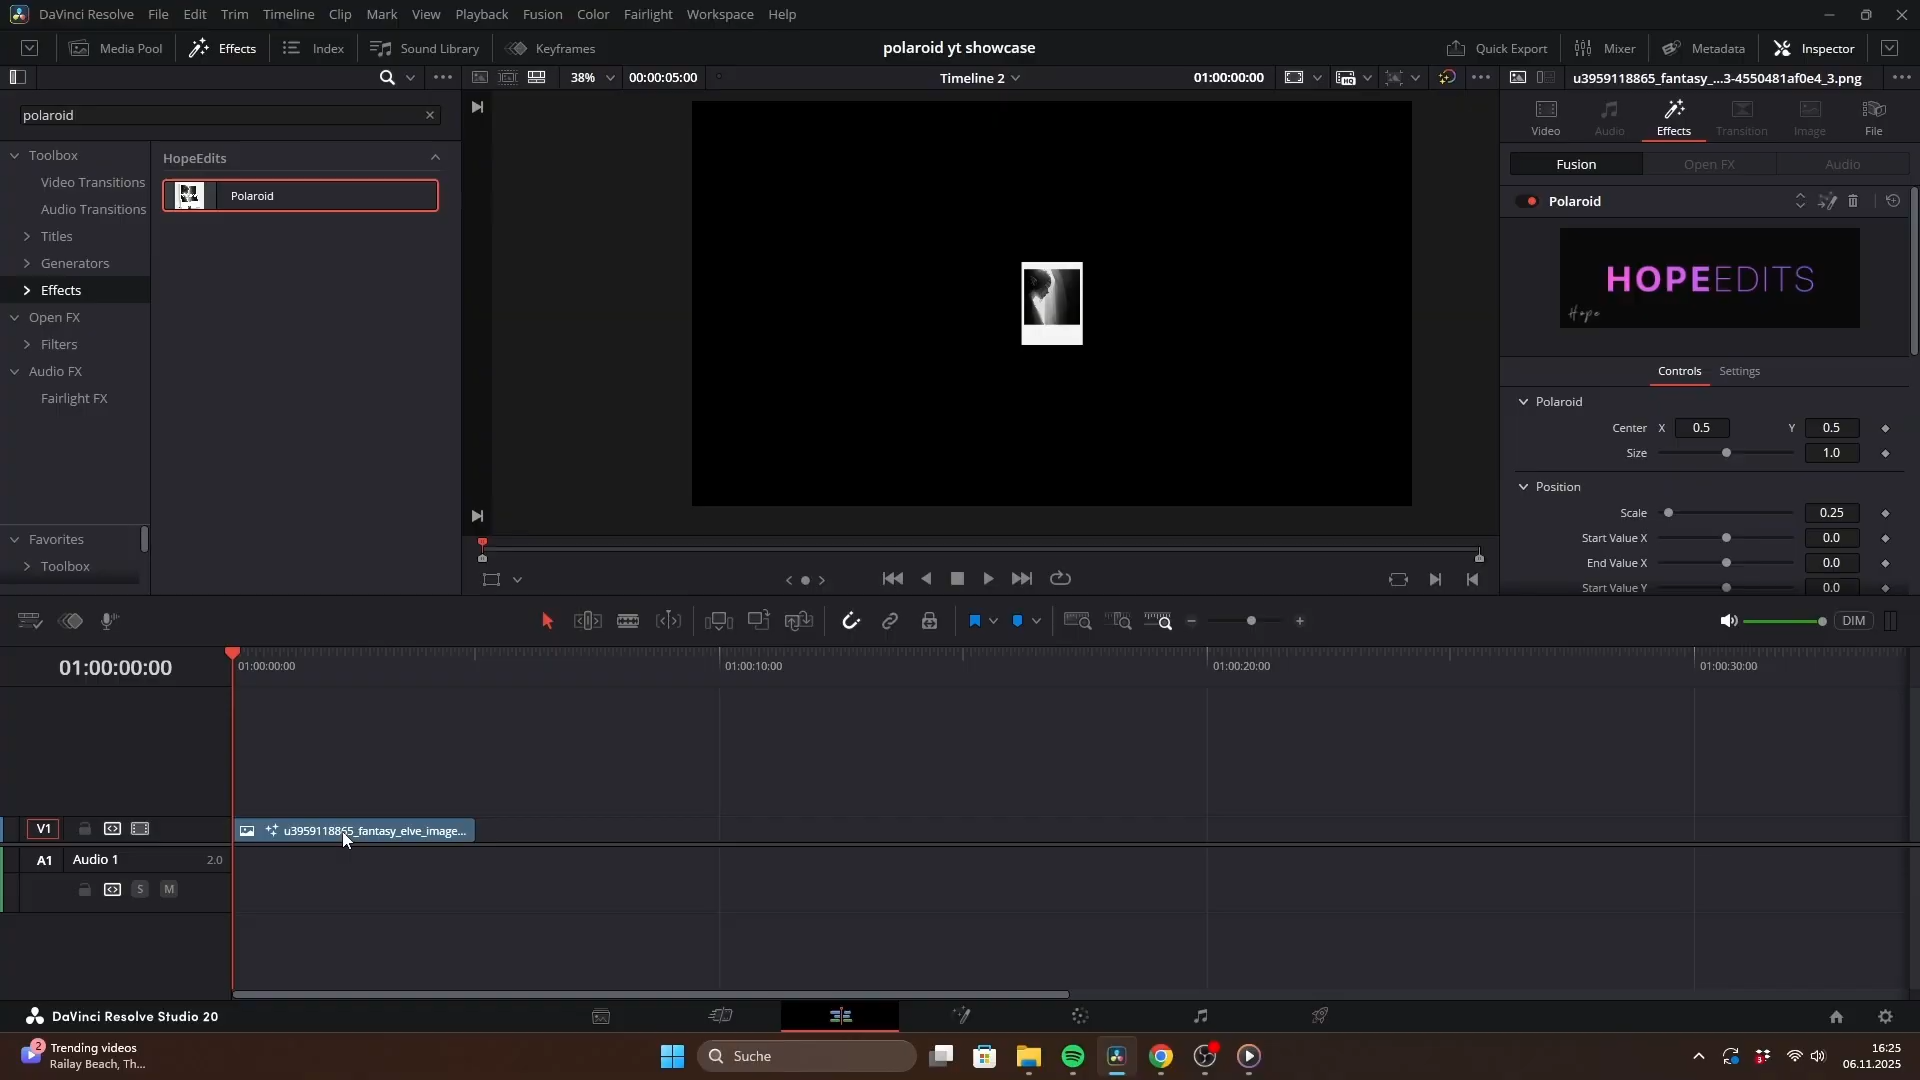 DaVinci Resolve File Edit Trim Timeline Clip Mark View Playback Fusion Color Fairlight Workspace Help
Media Pool Effects Index Sound Library Keyframes polaroid yt showcase Quick Export Mixer Metadata Inspector
38% 00:00:05:00 Timeline 2 01:00:00:00 u3959118865_fantasy_...3-4550481af0e4_3.png
polaroid
Video Audio Effects Transition Image File
Toolbox
Video Transitions
Audio Transitions
Titles
Generators
Effects
Open FX
Filters
Audio FX
Fairlight FX
Favorites
Toolbox
HopeEdits
Polaroid
Fusion Open FX Audio
Polaroid
HOPEEDITS
Hope
Controls Settings
Polaroid
Center X 0.5 Y 0.5
Size 1.0
Position
Scale 0.25
Start Value X 0.0
End Value X 0.0
Start Value Y 0.0
DIM
01:00:00:00
01:00:00:00 01:00:10:00 01:00:20:00 01:00:30:00
V1 u3959118865_fantasy_elve_image...
A1 Audio 1 2.0
S M
DaVinci Resolve Studio 20
2
Trending videos
Railay Beach, Th...
Suche
3
16:25
06.11.2025